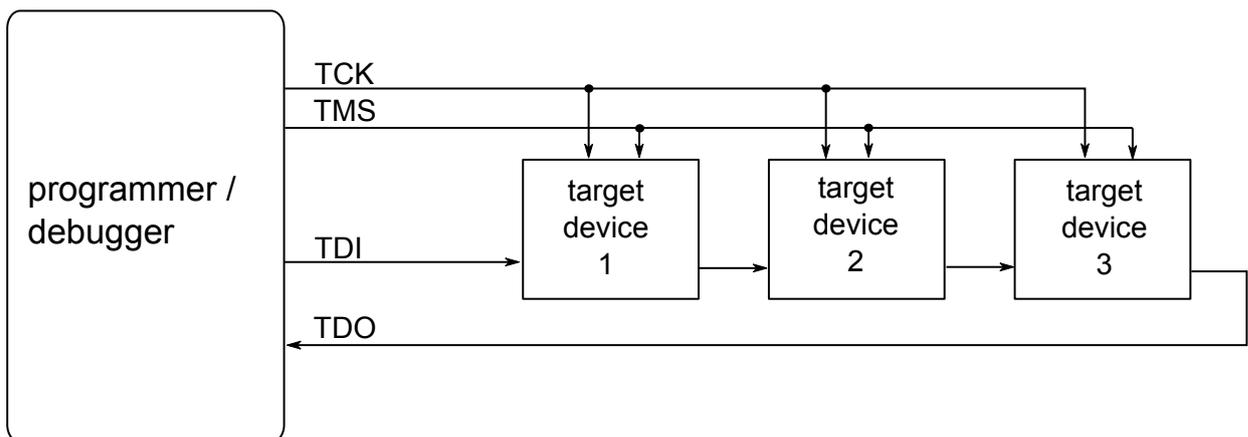 TCK
TMS
programmer /
debugger
TDI
TDO
target
device
1
target
device
2
target
device
3